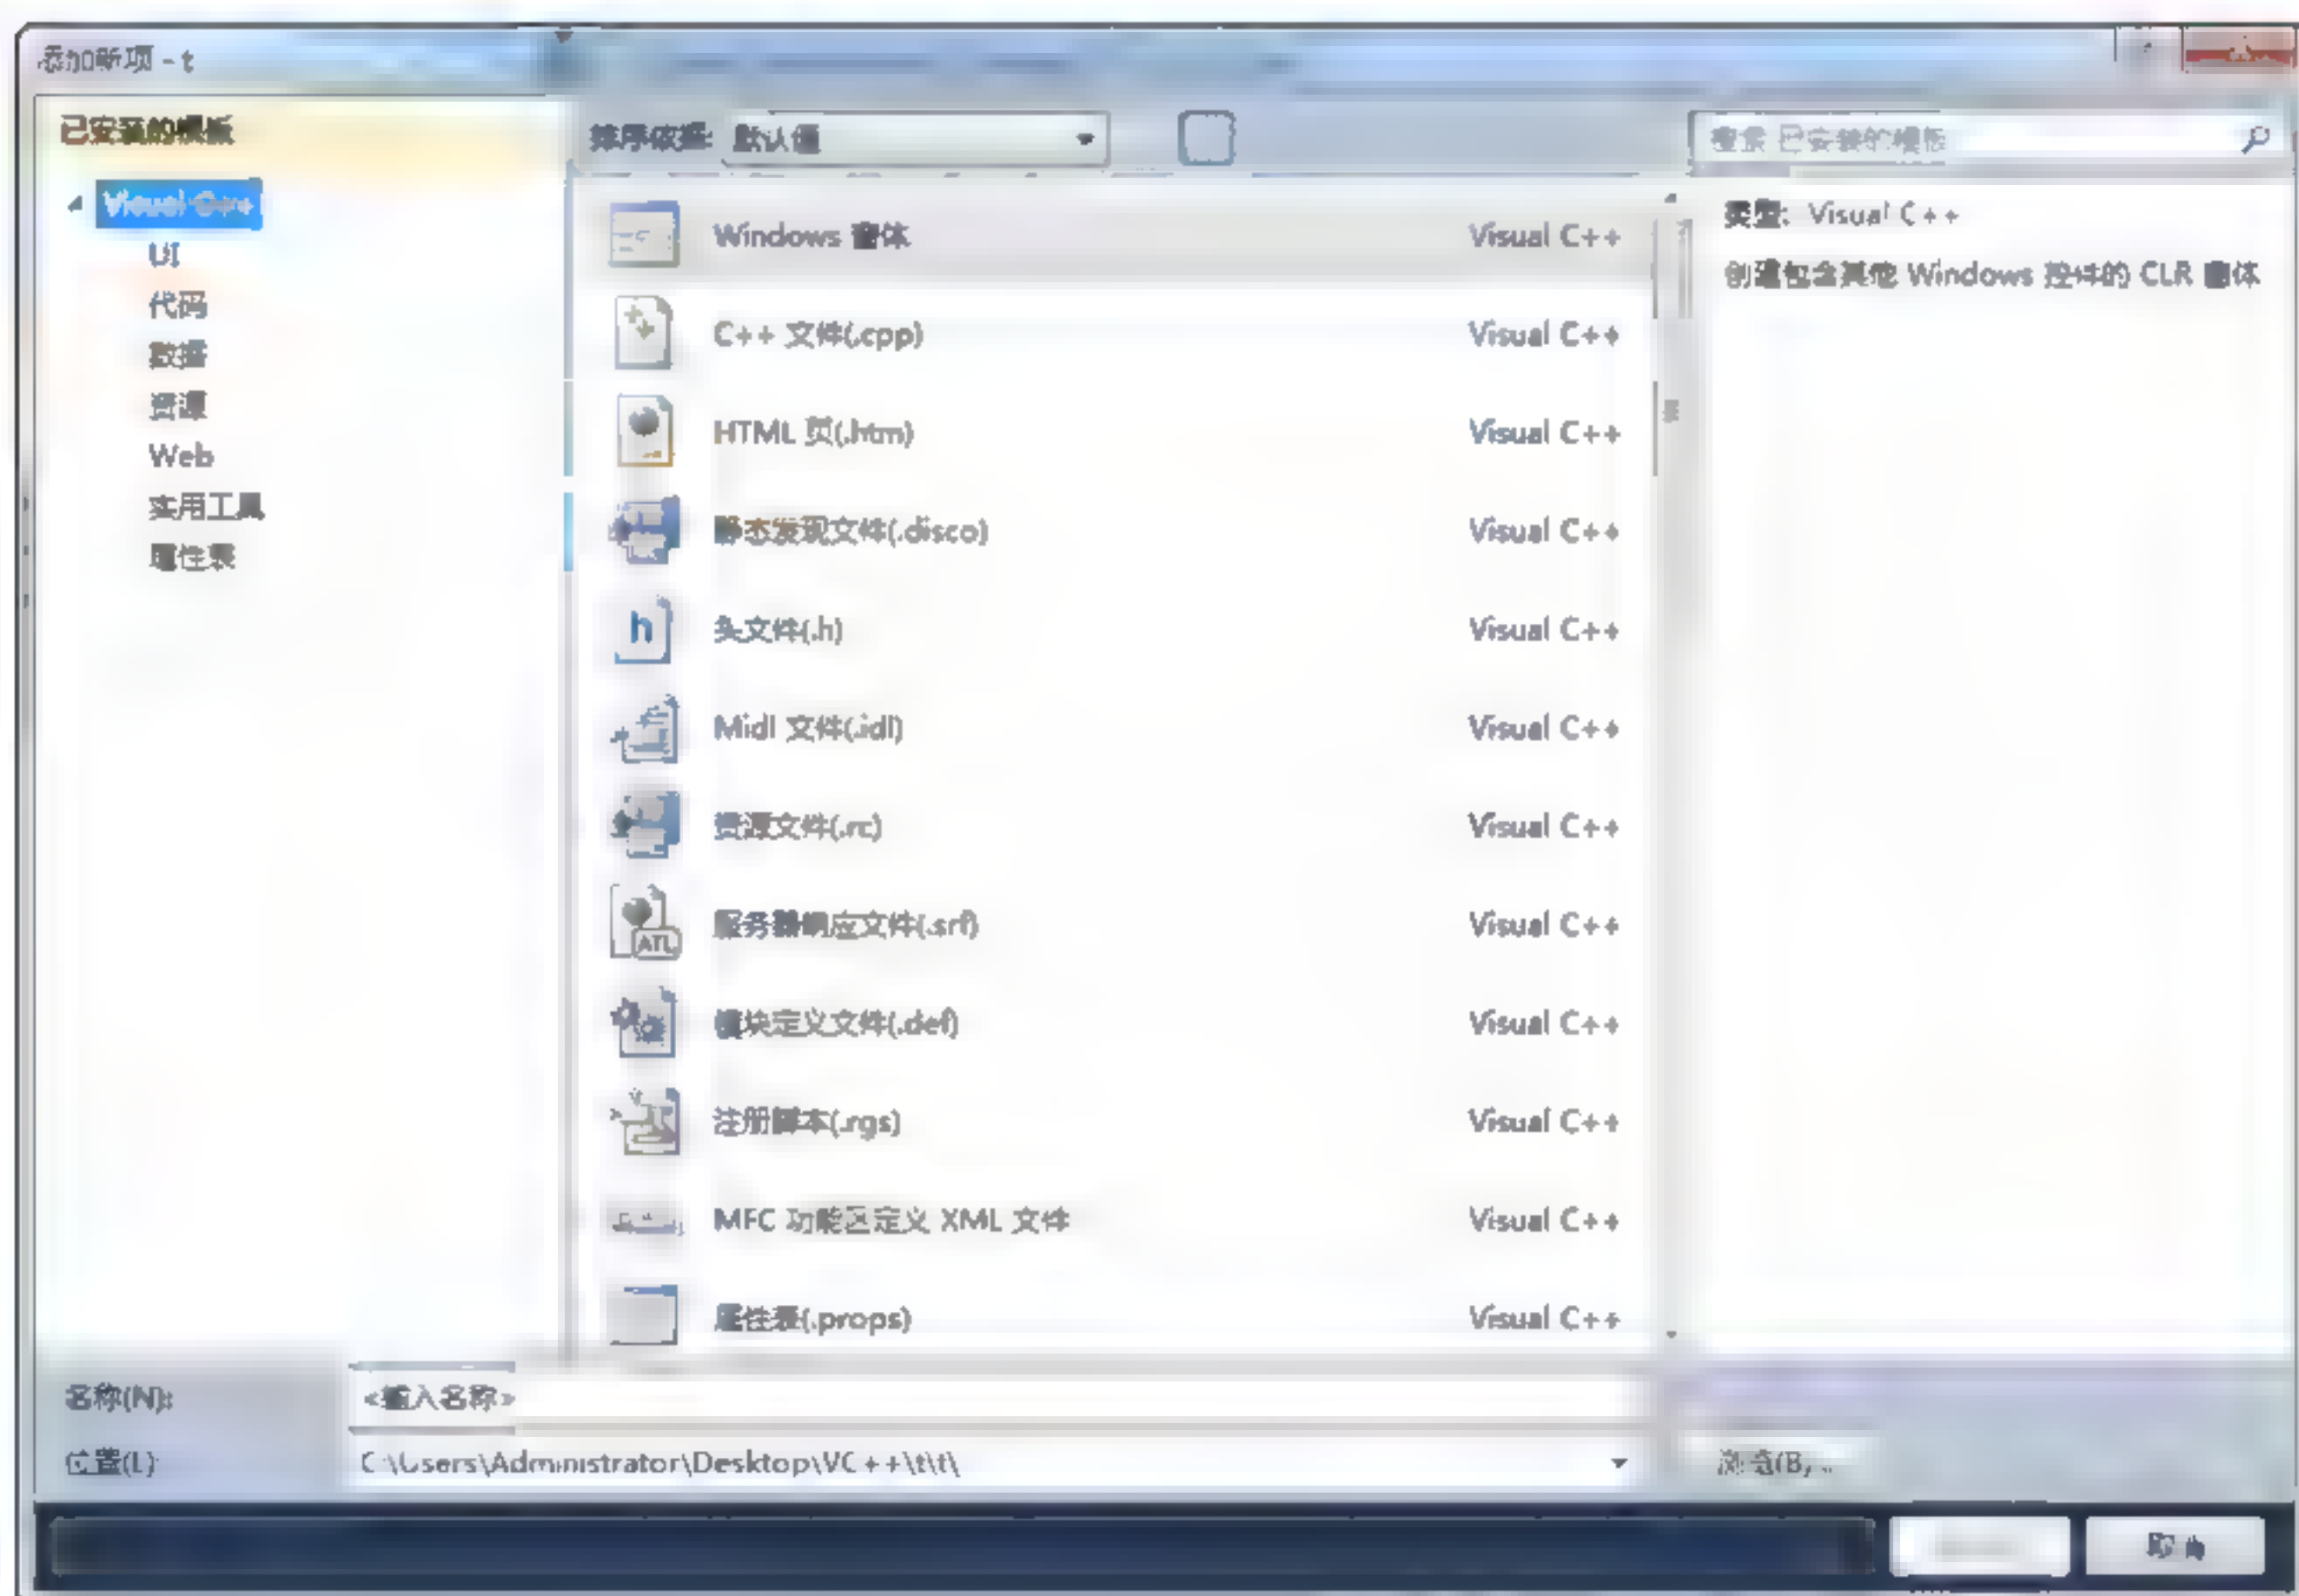 添加新项 - t
已安装的模板
Visual C++
UI
代码
数据
资源
Web
实用工具
属性表
排序依据: 默认值
Windows 窗体 Visual C++
C++ 文件(.cpp) Visual C++
HTML 页(.htm) Visual C++
静态发现文件(.disco) Visual C++
头文件(.h) Visual C++
Midl 文件(.idl) Visual C++
资源文件(.rc) Visual C++
服务器响应文件(.srf) Visual C++
模块定义文件(.def) Visual C++
注册脚本(.rgs) Visual C++
MFC 功能区定义 XML 文件 Visual C++
属性表(.props) Visual C++
搜索 已安装的模板
类型: Visual C++
创建包含其他 Windows 控件的 CLR 窗体
名称(N): <输入名称>
位置(L): C:\Users\Administrator\Desktop\VC++\t\t\
浏览(B)...
取消